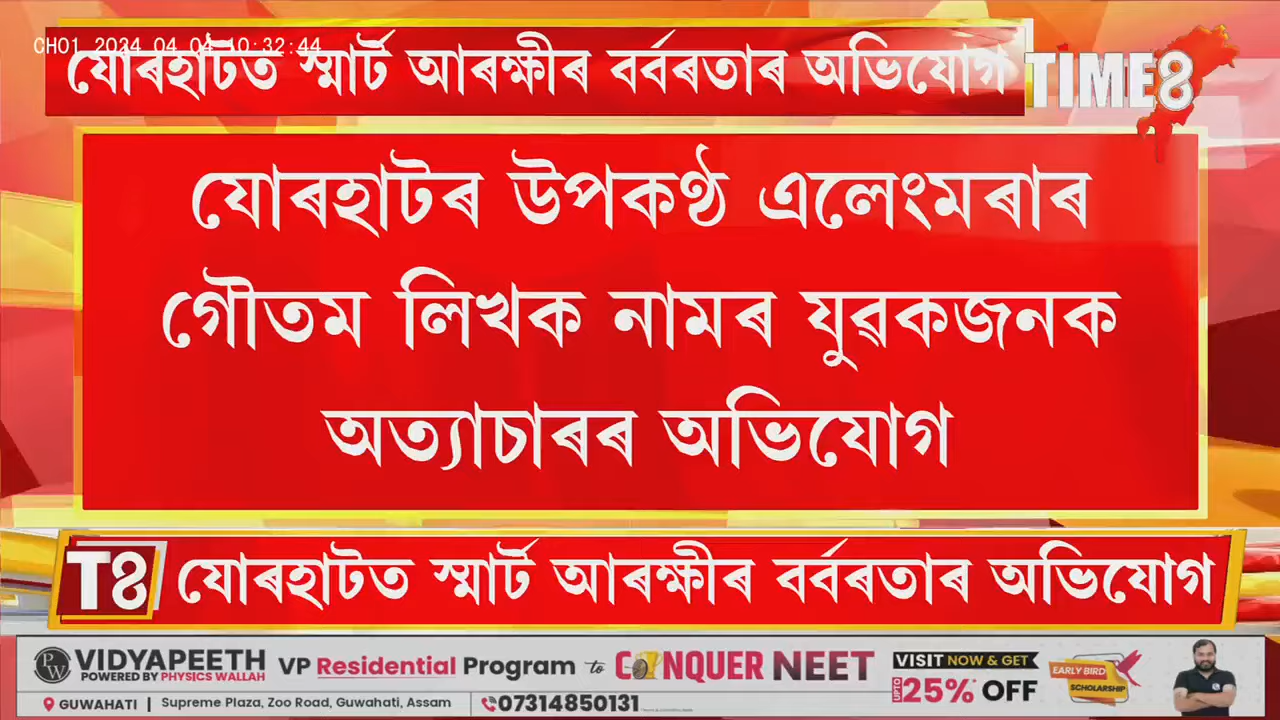 CH01 2024 04 04 10:32:44
যোৰহাটত স্মাৰ্ট আৰক্ষীৰ বৰ্বৰতাৰ অভিযোগ
TIME8
যোৰহাটৰ উপকণ্ঠ এলেংমৰাৰ
গৌতম লিখক নামৰ যুৱকজনক
অত্যাচাৰৰ অভিযোগ
T8 যোৰহাটত স্মাৰ্ট আৰক্ষীৰ বৰ্বৰতাৰ অভিযোগ
PW VIDYAPEETH
POWERED BY PHYSICS WALLAH
VP Residential Program to CONQUER NEET
VISIT NOW & GET
UPTO 25%* OFF
EARLY BIRD
SCHOLARSHIP
GUWAHATI | Supreme Plaza, Zoo Road, Guwahati, Assam
07314850131